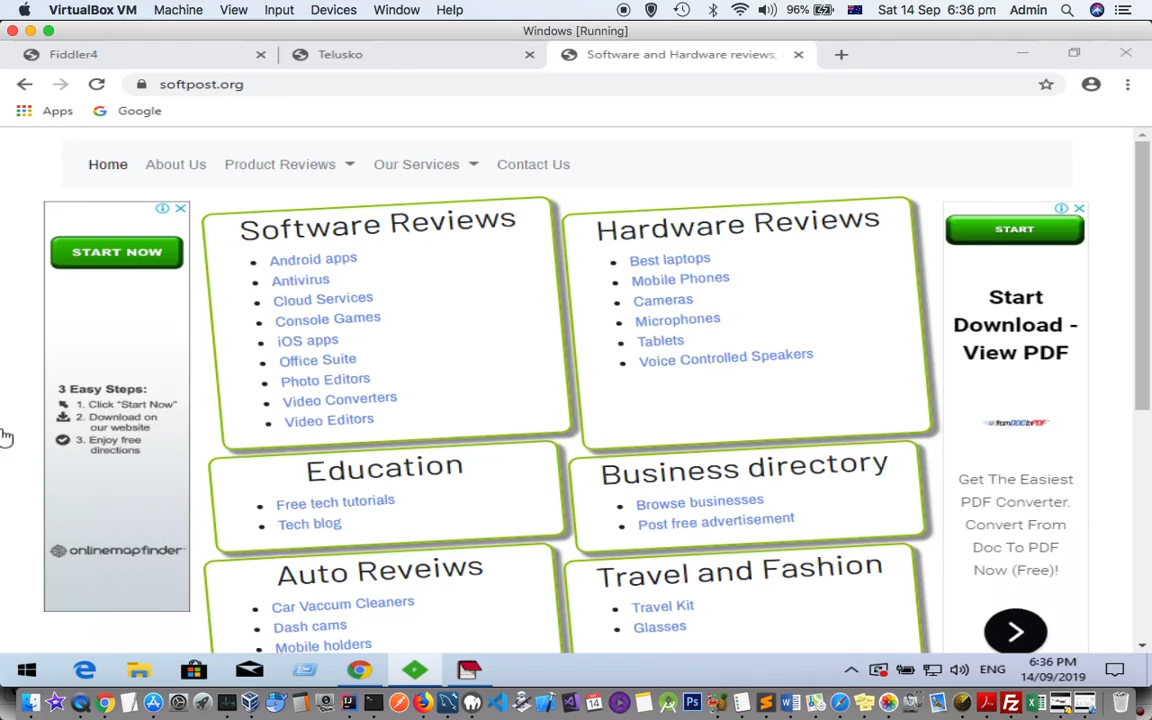 VirtualBox VM Machine View Input Devices Window Help 96% Sat 14 Sep 6:36 pm Admin
Windows [Running]
Fiddler4 Telusko Software and Hardware reviews,
softpost.org
Apps Google
Home About Us Product Reviews Our Services Contact Us
START NOW
3 Easy Steps:
1. Click "Start Now"
2. Download on
our website
3. Enjoy free
directions
onlinemapfinder
Software Reviews
Android apps
Antivirus
Cloud Services
Console Games
iOS apps
Office Suite
Photo Editors
Video Converters
Video Editors
Hardware Reviews
Best laptops
Mobile Phones
Cameras
Microphones
Tablets
Voice Controlled Speakers
Education
Free tech tutorials
Tech blog
Business directory
Browse businesses
Post free advertisement
Auto Reveiws
Car Vaccum Cleaners
Dash cams
Mobile holders
Travel and Fashion
Travel Kit
Glasses
START
Start
Download -
View PDF
fromDOCtoPDF
Get The Easiest
PDF Converter.
Convert From
Doc To PDF
Now (Free)!
ENG 6:36 PM
14/09/2019